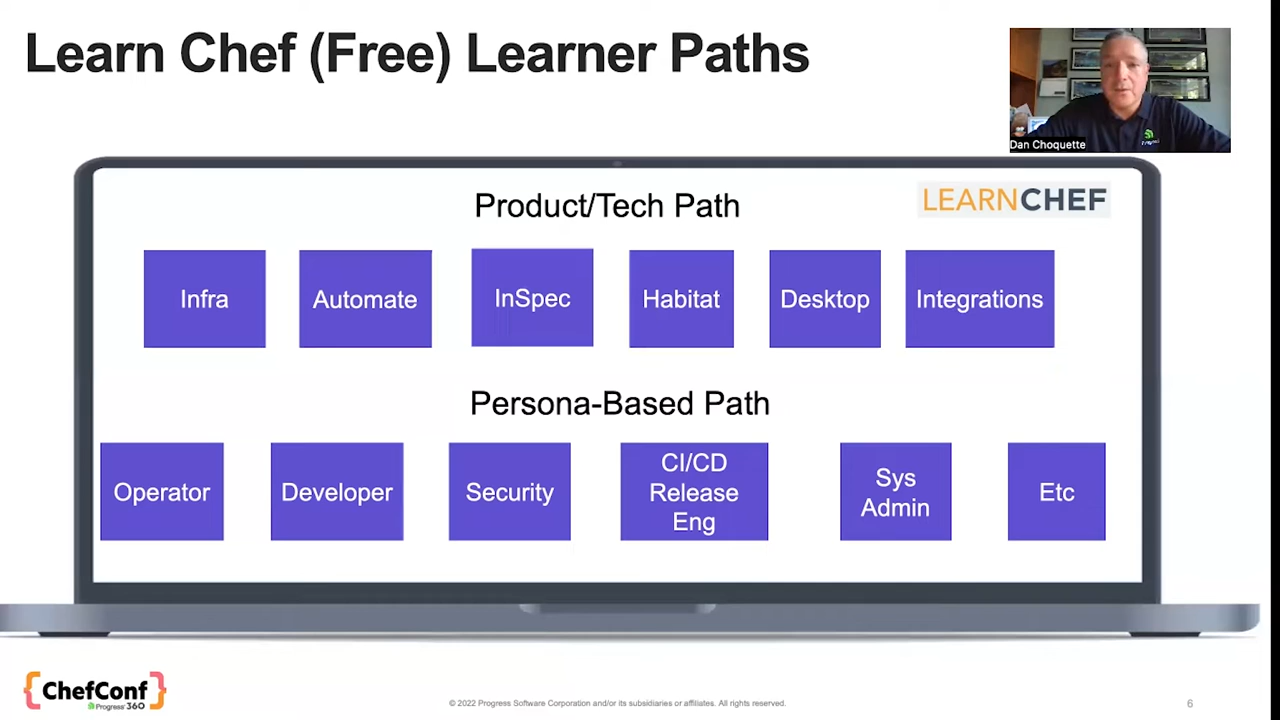 Learn Chef (Free) Learner Paths
Dan Choquette
Product/Tech Path
LEARNCHEF
Infra
Automate
InSpec
Habitat
Desktop
Integrations
Persona-Based Path
Operator
Developer
Security
CI/CD
Release
Eng
Sys
Admin
Etc
{ChefConf}
Progress 360
© 2022 Progress Software Corporation and/or its subsidiaries or affiliates. All rights reserved.
6